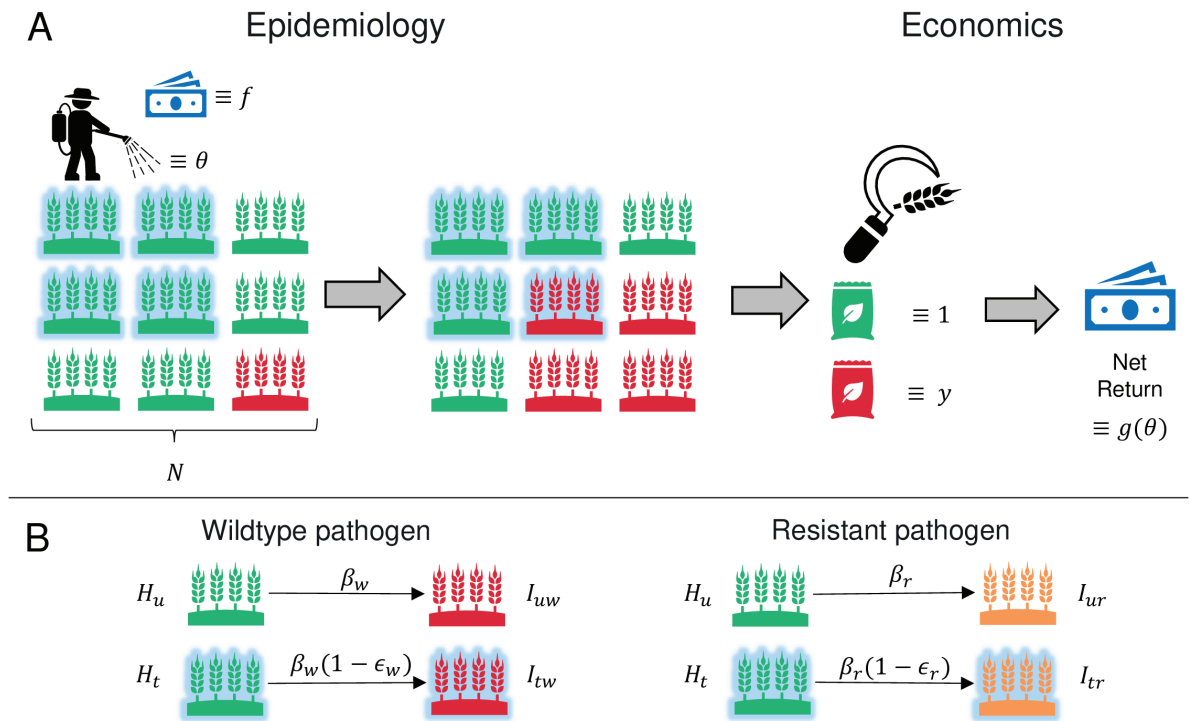 A
Epidemiology
Economics
≡ f
≡ θ
≡ 1
≡ y
Net
Return
≡ g(θ)
N
B
Wildtype pathogen
Resistant pathogen
H_u
β_w
I_uw
H_u
β_r
I_ur
H_t
β_w(1 − ϵ_w)
I_tw
H_t
β_r(1 − ϵ_r)
I_tr